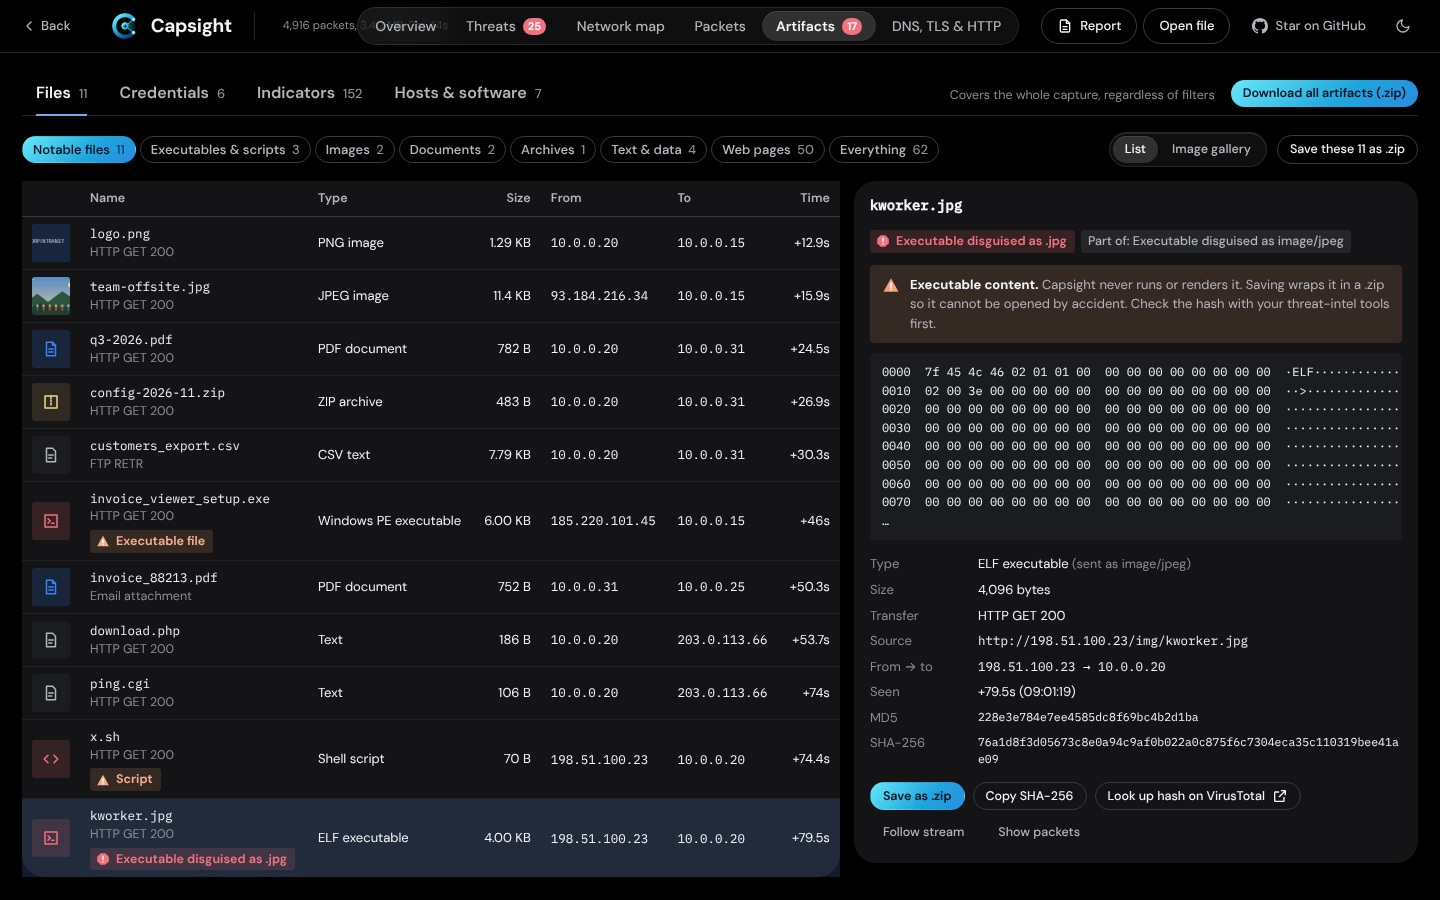 Back
Capsight
4,916 packets,
Overview
Threats 25
Network map
Packets
Artifacts 17
DNS, TLS & HTTP
Report
Open file
Star on GitHub
Files 11
Credentials 6
Indicators 152
Hosts & software 7
Covers the whole capture, regardless of filters
Download all artifacts (.zip)
Notable files 11
Executables & scripts 3
Images 2
Documents 2
Archives 1
Text & data 4
Web pages 50
Everything 62
List
Image gallery
Save these 11 as .zip
Name Type Size From To Time
logo.png
HTTP GET 200
PNG image 1.29 KB 10.0.0.20 10.0.0.15 +12.9s
team-offsite.jpg
HTTP GET 200
JPEG image 11.4 KB 93.184.216.34 10.0.0.15 +15.9s
q3-2026.pdf
HTTP GET 200
PDF document 782 B 10.0.0.20 10.0.0.31 +24.5s
config-2026-11.zip
HTTP GET 200
ZIP archive 483 B 10.0.0.20 10.0.0.31 +26.9s
customers_export.csv
FTP RETR
CSV text 7.79 KB 10.0.0.20 10.0.0.31 +30.3s
invoice_viewer_setup.exe
HTTP GET 200
Executable file
Windows PE executable 6.00 KB 185.220.101.45 10.0.0.15 +46s
invoice_88213.pdf
Email attachment
PDF document 752 B 10.0.0.31 10.0.0.25 +50.3s
download.php
HTTP GET 200
Text 186 B 10.0.0.20 203.0.113.66 +53.7s
ping.cgi
HTTP GET 200
Text 106 B 10.0.0.20 203.0.113.66 +74s
x.sh
HTTP GET 200
Script
Shell script 70 B 198.51.100.23 10.0.0.20 +74.4s
kworker.jpg
HTTP GET 200
Executable disguised as .jpg
ELF executable 4.00 KB 198.51.100.23 10.0.0.20 +79.5s
kworker.jpg
Executable disguised as .jpg
Part of: Executable disguised as image/jpeg
Executable content. Capsight never runs or renders it. Saving wraps it in a .zip
so it cannot be opened by accident. Check the hash with your threat-intel tools
first.
0000 7f 45 4c 46 02 01 01 00 00 00 00 00 00 00 00 00 ·ELF············
0010 02 00 3e 00 00 00 00 00 00 00 00 00 00 00 00 00 ··>·············
0020 00 00 00 00 00 00 00 00 00 00 00 00 00 00 00 00 ················
0030 00 00 00 00 00 00 00 00 00 00 00 00 00 00 00 00 ················
0040 00 00 00 00 00 00 00 00 00 00 00 00 00 00 00 00 ················
0050 00 00 00 00 00 00 00 00 00 00 00 00 00 00 00 00 ················
0060 00 00 00 00 00 00 00 00 00 00 00 00 00 00 00 00 ················
0070 00 00 00 00 00 00 00 00 00 00 00 00 00 00 00 00 ················
…
Type ELF executable (sent as image/jpeg)
Size 4,096 bytes
Transfer HTTP GET 200
Source http://198.51.100.23/img/kworker.jpg
From → to 198.51.100.23 → 10.0.0.20
Seen +79.5s (09:01:19)
MD5 228e3e784e7ee4585dc8f69bc4b2d1ba
SHA-256 76a1d8f3d05673c8e0a94c9af0b022a0c875f6c7304eca35c110319bee41a
e09
Save as .zip
Copy SHA-256
Look up hash on VirusTotal
Follow stream
Show packets